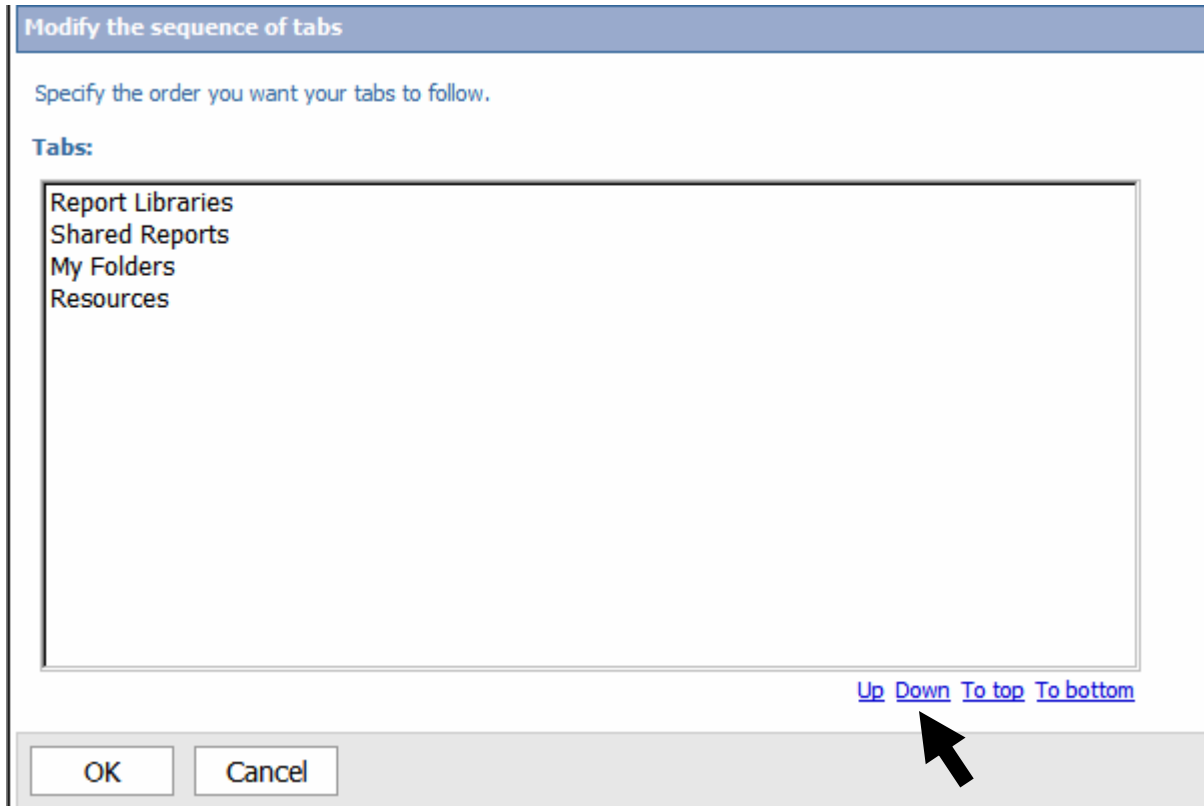 Modify the sequence of tabs
Specify the order you want your tabs to follow.
Tabs:
Report Libraries
Shared Reports
My Folders
Resources
Up Down To top To bottom
OK Cancel